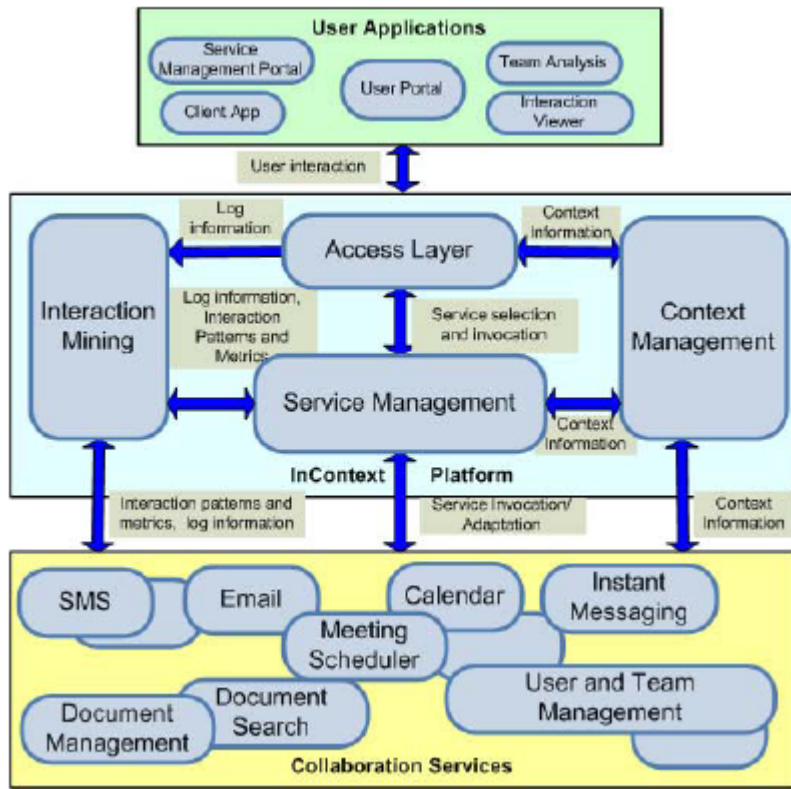 User Applications
Service
Management Portal
Client App
User Portal
Team Analysis
Interaction
Viewer
User interaction
Log
information
Access Layer
Context
Information
Interaction
Mining
Log information,
Interaction
Patterns and
Metrics
Service selection
and invocation
Context
Management
Service Management
Context
Information
InContext Platform
Interaction patterns and
metrics, log information
Service Invocation/
Adaptation
Context
Information
SMS
Email
Calendar
Instant
Messaging
Meeting
Scheduler
Document
Management
Document
Search
User and Team
Management
Collaboration Services